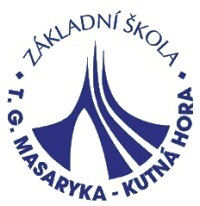 ZÁKLADNÍ ŠKOLA
T. G. MASARYKA - KUTNÁ HORA